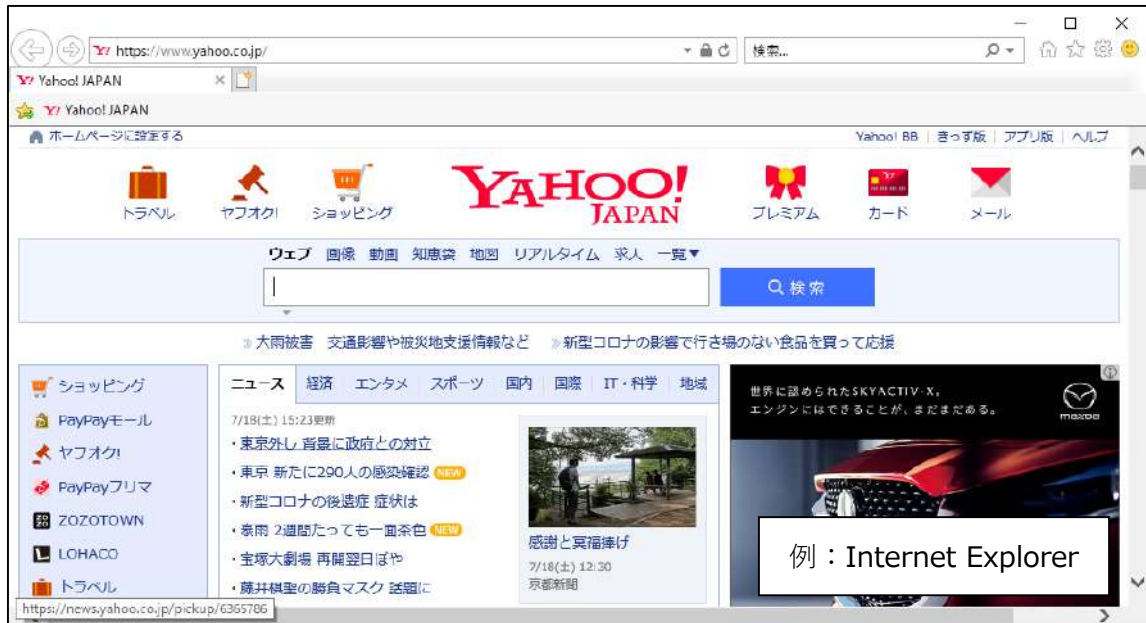 https://www.yahoo.co.jp/
検索...
Yahoo! JAPAN
Yahoo! JAPAN
ホームページに設定する
Yahoo! BB きっず版 アプリ版 ヘルプ
トラベル ヤフオク! ショッピング
YAHOO!
JAPAN
プレミアム カード メール
ウェブ 画像 動画 知恵袋 地図 リアルタイム 求人 一覧▼
検索
大雨被害 交通影響や被災地支援情報など
新型コロナの影響で行き場のない食品を買って応援
ショッピング
PayPayモール
ヤフオク!
PayPayフリマ
ZOZOTOWN
LOHACO
トラベル
ニュース 経済 エンタメ スポーツ 国内 国際 IT・科学 地域
7/18(土) 15:23更新
・東京外し 背景に政府との対立
・東京 新たに290人の感染確認 NEW
・新型コロナの後遺症 症状は
・豪雨 2週間たっても一面茶色 NEW
・宝塚大劇場 再開翌日ぼや
・藤井棋聖の勝負マスク 話題に
感謝と冥福捧げ
7/18(土) 12:30
京都新聞
世界に認められたSKYACTIV-X。
エンジンにはできることが、まだまだある。
mazda
例：Internet Explorer
https://news.yahoo.co.jp/pickup/6365786